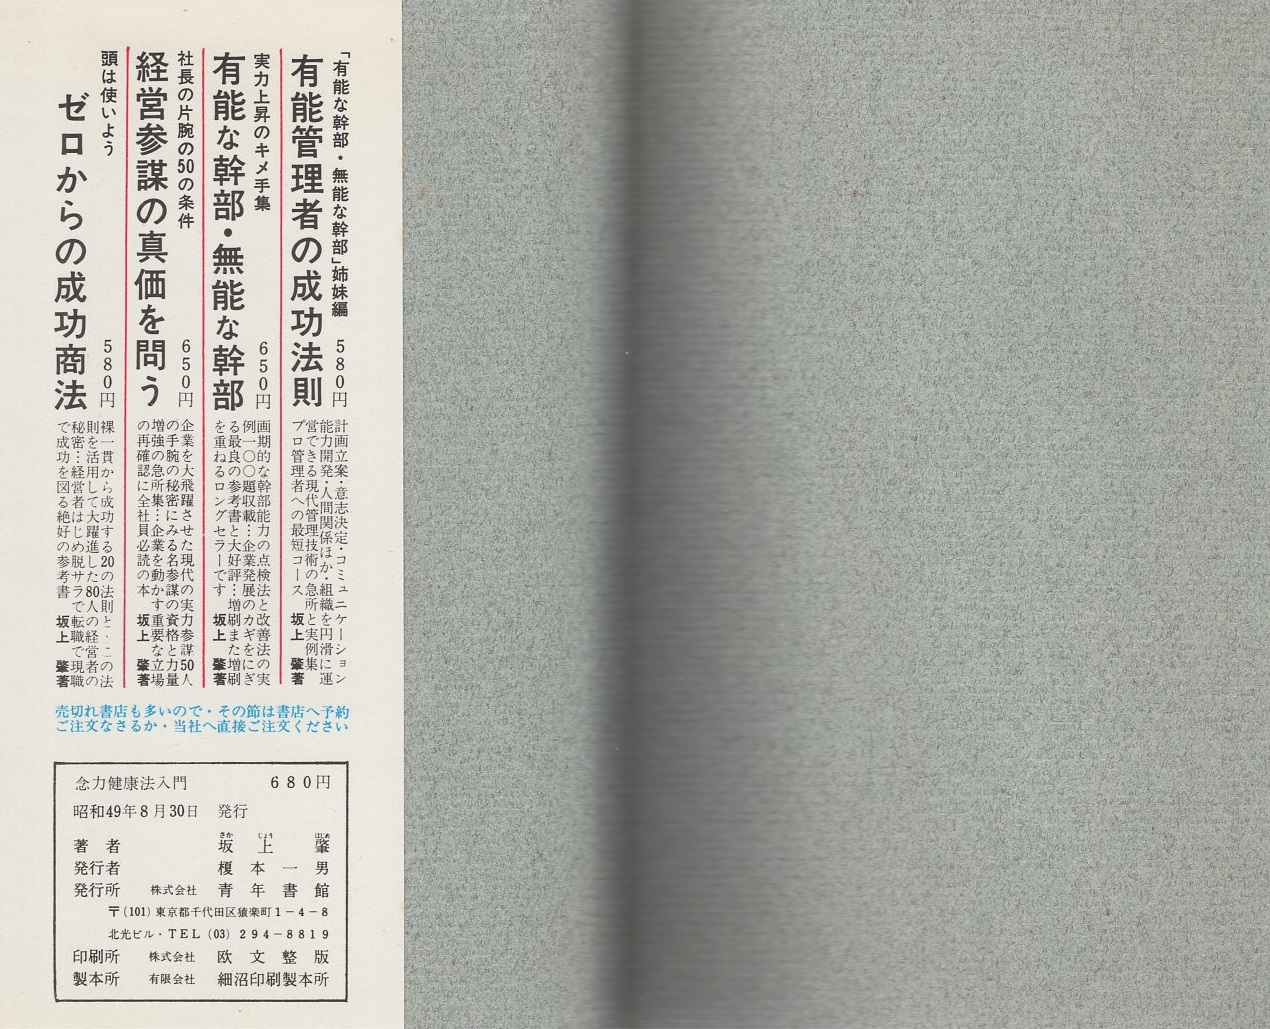 「有能な幹部・無能な幹部」姉妹編
有能管理者の成功法則
580円
計画立案・意志決定・コミュニケーション
能力開発・人間関係ほか・組織を円滑に運
営できる現代管理技術の急所と実例集
プロ管理者への最短コース
坂上 肇著
実力上昇のキメ手集
有能な幹部・無能な幹部
650円
画期的な幹部能力の点検法と改善法の実
例一〇〇題収載…企業発展のカギをにぎ
る最良の参考書と大好評…増刷また増刷
を重ねるロングセラーです
坂上 肇著
社長の片腕の50の条件
経営参謀の真価を問う
650円
企業を大飛躍させた現代の実力参謀50人
の手腕の秘密にみる名参謀の資格と力量
増強の急所集…企業を動かす重要な立場
の再確認に全社員必読の本
坂上 肇著
頭は使いよう
ゼロからの成功商法
580円
裸一貫から成功する20の法則と・この法
則を活用して大躍進した80人の経営者の
秘密…経営者はじめ脱サラで転職で現職の
で成功を図る絶好の参考書
坂上 肇著
売切れ書店も多いので・その節は書店へ予約
ご注文なさるか・当社へ直接ご注文ください
念力健康法入門 680円
昭和49年8月30日 発行
さか じょう はじめ
著者 坂上 肇
発行者 榎本一男
発行所 株式会社 青年書館
〒(101)東京都千代田区猿楽町1-4-8
北光ビル・TEL(03)294-8819
印刷所 株式会社 欧文整版
製本所 有限会社 細沼印刷製本所